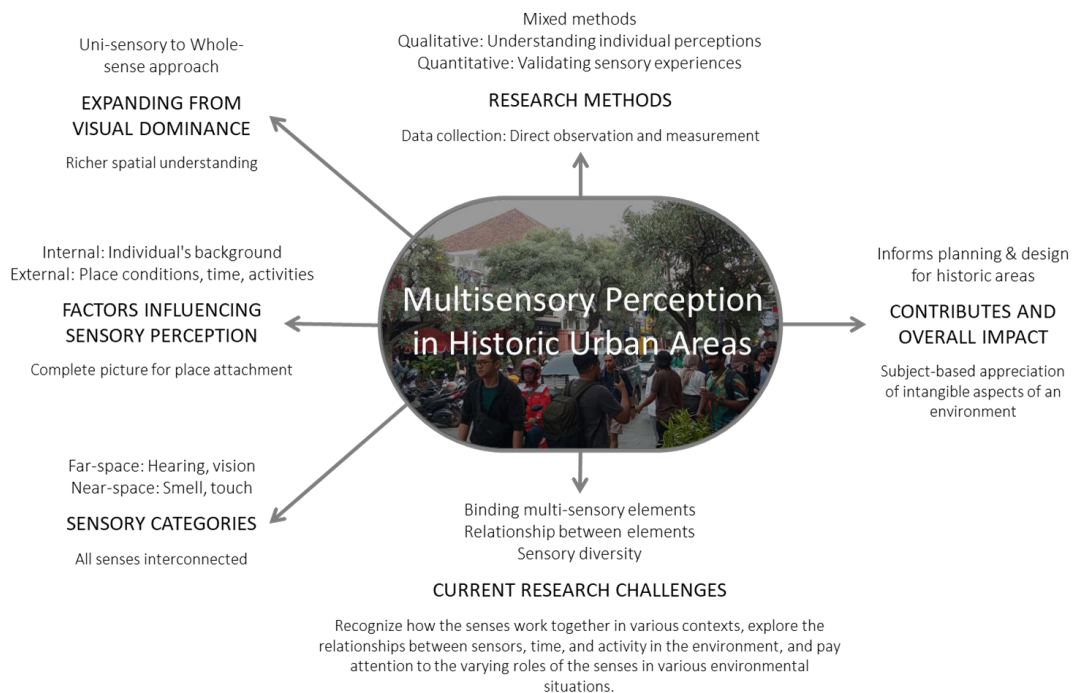 Uni-sensory to Whole-
sense approach
EXPANDING FROM
VISUAL DOMINANCE
Richer spatial understanding
Mixed methods
Qualitative: Understanding individual perceptions
Quantitative: Validating sensory experiences
RESEARCH METHODS
Data collection: Direct observation and measurement
Internal: Individual's background
External: Place conditions, time, activities
FACTORS INFLUENCING
SENSORY PERCEPTION
Complete picture for place attachment
Multisensory Perception
in Historic Urban Areas
Informs planning & design
for historic areas
CONTRIBUTES AND
OVERALL IMPACT
Subject-based appreciation
of intangible aspects of an
environment
Far-space: Hearing, vision
Near-space: Smell, touch
SENSORY CATEGORIES
All senses interconnected
Binding multi-sensory elements
Relationship between elements
Sensory diversity
CURRENT RESEARCH CHALLENGES
Recognize how the senses work together in various contexts, explore the
relationships between sensors, time, and activity in the environment, and pay
attention to the varying roles of the senses in various environmental
situations.